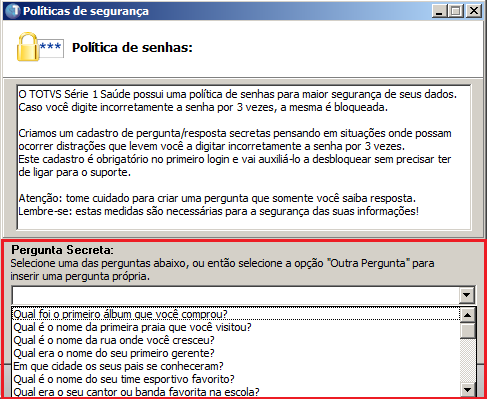 Políticas de segurança
*** Política de senhas:
O TOTVS Série 1 Saúde possui uma política de senhas para maior segurança de seus dados.
Caso você digite incorretamente a senha por 3 vezes, a mesma é bloqueada.
Criamos um cadastro de pergunta/resposta secretas pensando em situações onde possam
ocorrer distrações que levem você a digitar incorretamente a senha por 3 vezes.
Este cadastro é obrigatório no primeiro login e vai auxiliá-lo a desbloquear sem precisar ter
de ligar para o suporte.
Atenção: tome cuidado para criar uma pergunta que somente você saiba resposta.
Lembre-se: estas medidas são necessárias para a segurança das suas informações!
Pergunta Secreta:
Selecione uma das perguntas abaixo, ou então selecione a opção "Outra Pergunta" para
inserir uma pergunta própria.
Qual foi o primeiro álbum que você comprou?
Qual é o nome da primeira praia que você visitou?
Qual é o nome da rua onde você cresceu?
Qual era o nome do seu primeiro gerente?
Em que cidade os seus pais se conheceram?
Qual é o nome do seu time esportivo favorito?
Qual era o seu cantor ou banda favorita na escola?